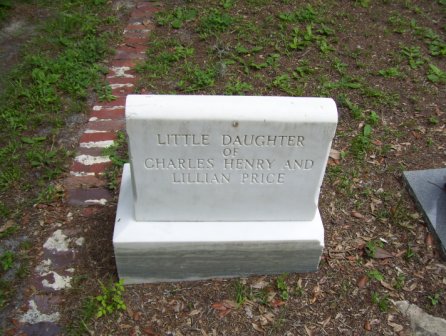 LITTLE DAUGHTER
OF
CHARLES HENRY AND
LILLIAN PRICE